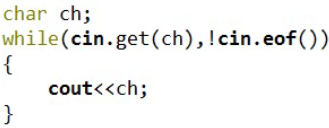 char ch;
while(cin.get(ch),!cin.eof())
{
    cout<<ch;
}